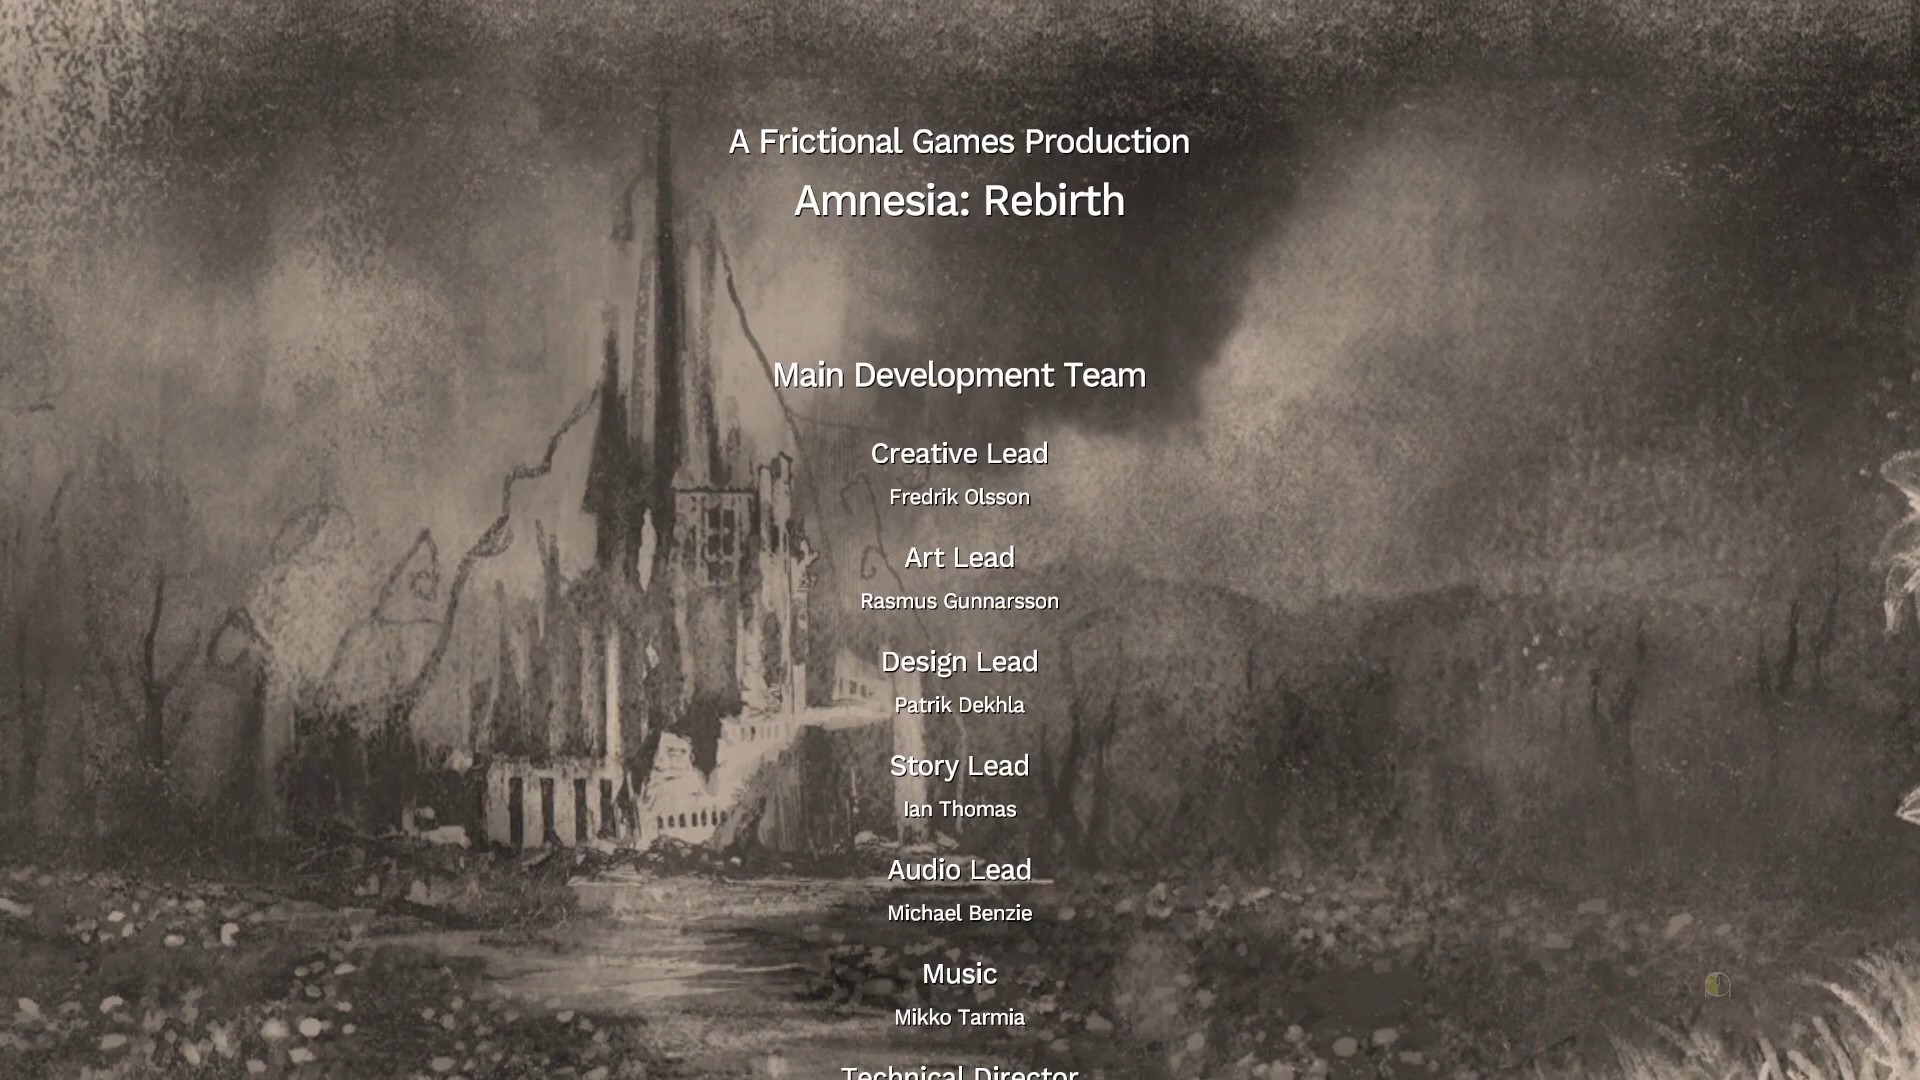 A Frictional Games Production
Amnesia: Rebirth
Main Development Team
Creative Lead
Fredrik Olsson
Art Lead
Rasmus Gunnarsson
Design Lead
Patrik Dekhla
Story Lead
Ian Thomas
Audio Lead
Michael Benzie
Music
Mikko Tarmia
Technical Director